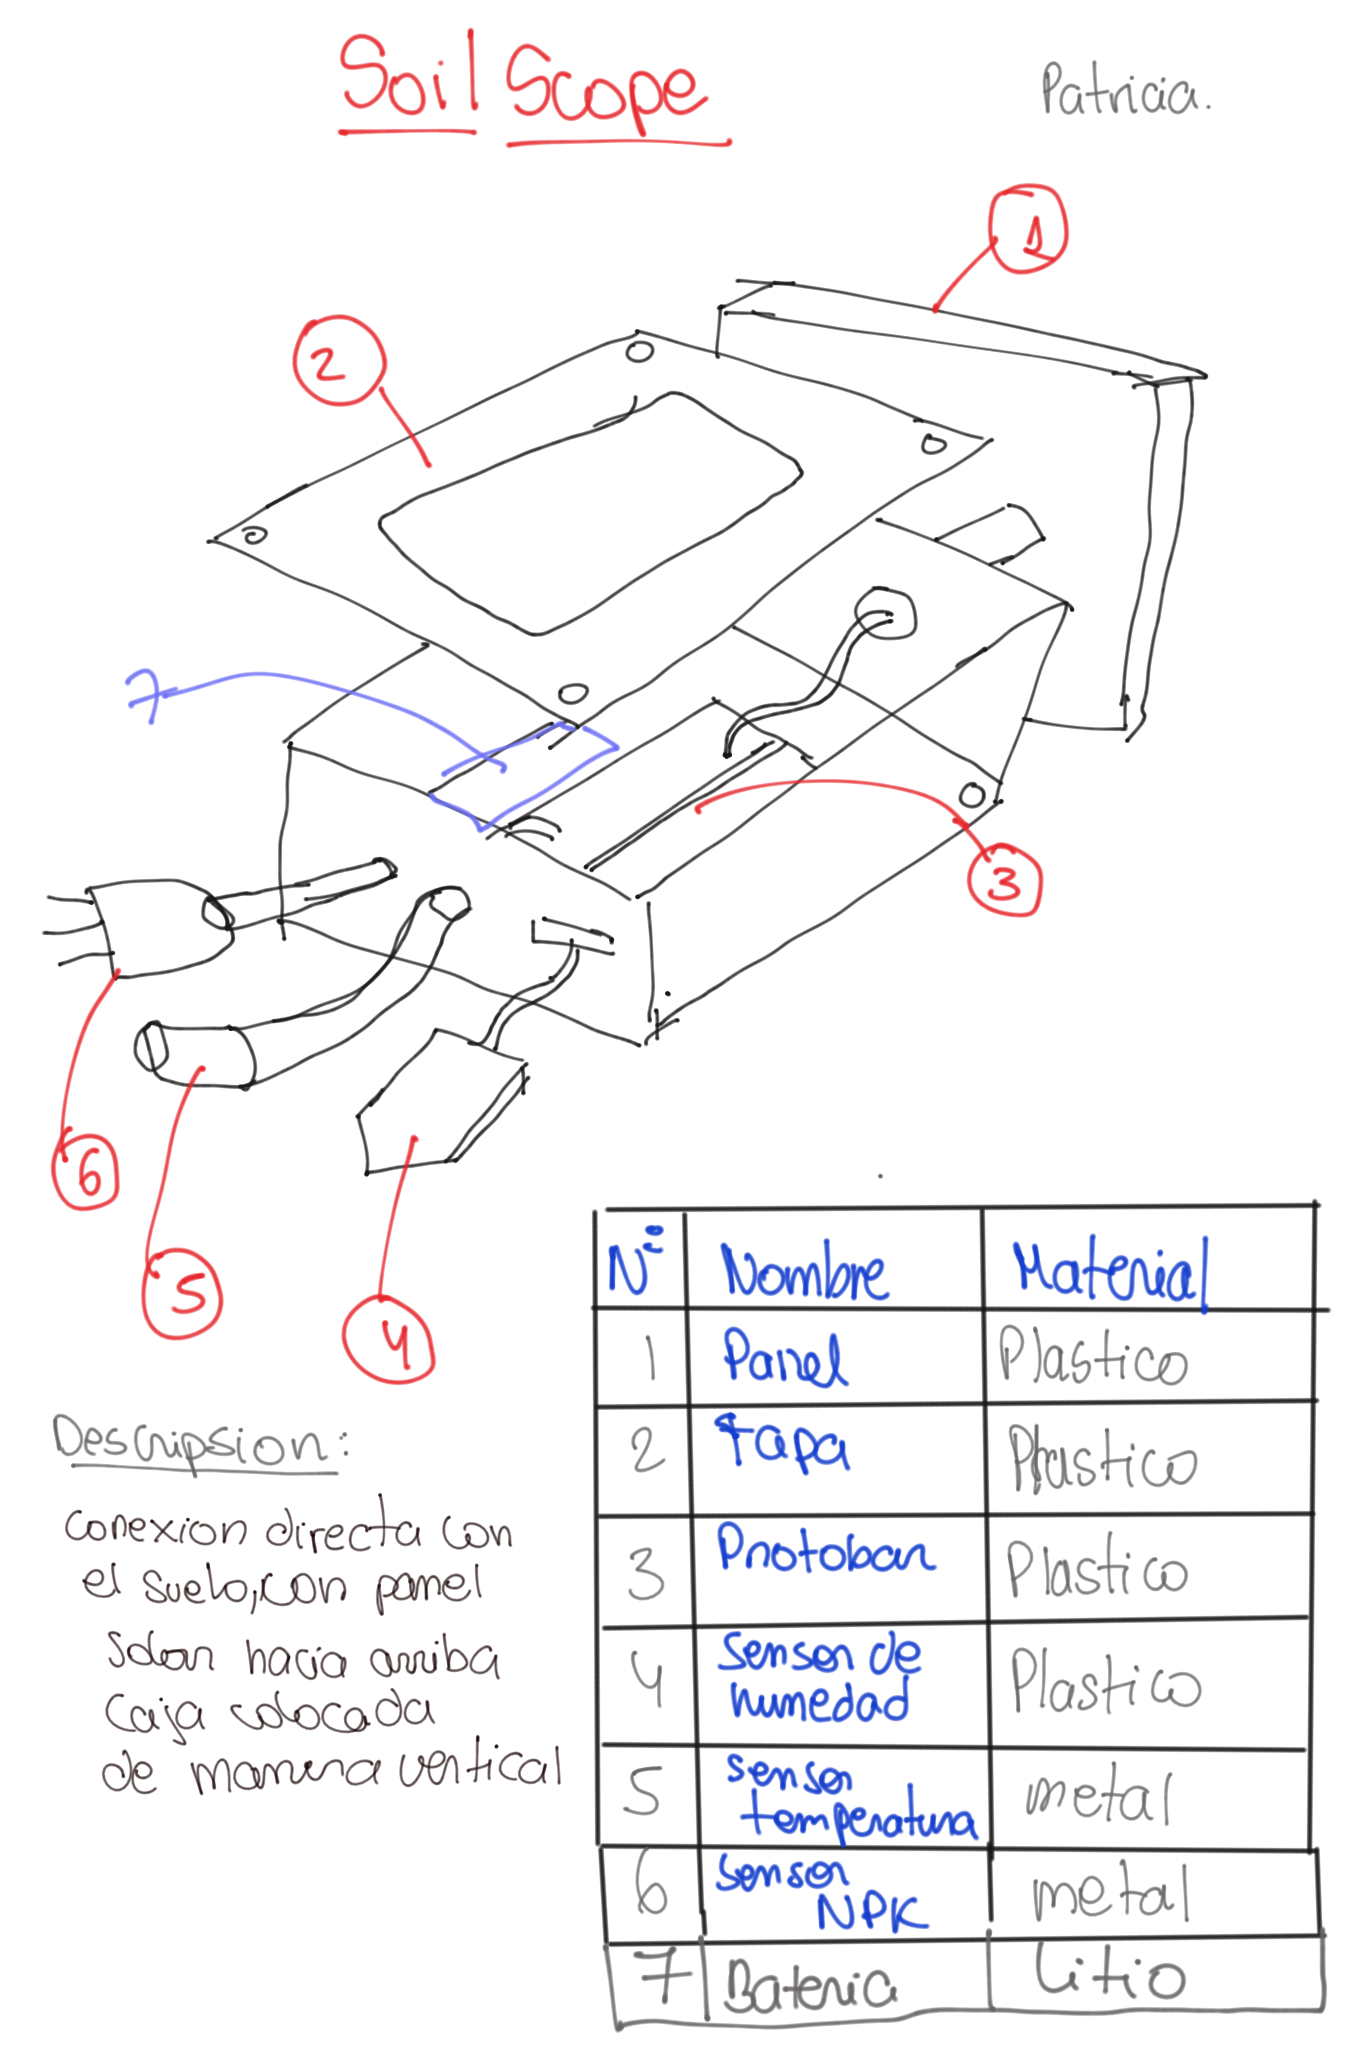 Soil Scope
Patricia.
1
2
7
3
6
5
4
N° Nombre Material
1 Panel Plastico
2 tapa Plastico
3 Protobar Plastico
4 Sensor de humedad Plastico
5 sensor temperatura metal
6 sensor NPK metal
7 Bateria Litio
Descripsion:
conexion directa con
el suelo, con panel
solar hacia arriba
caja colocada
de manera vertical